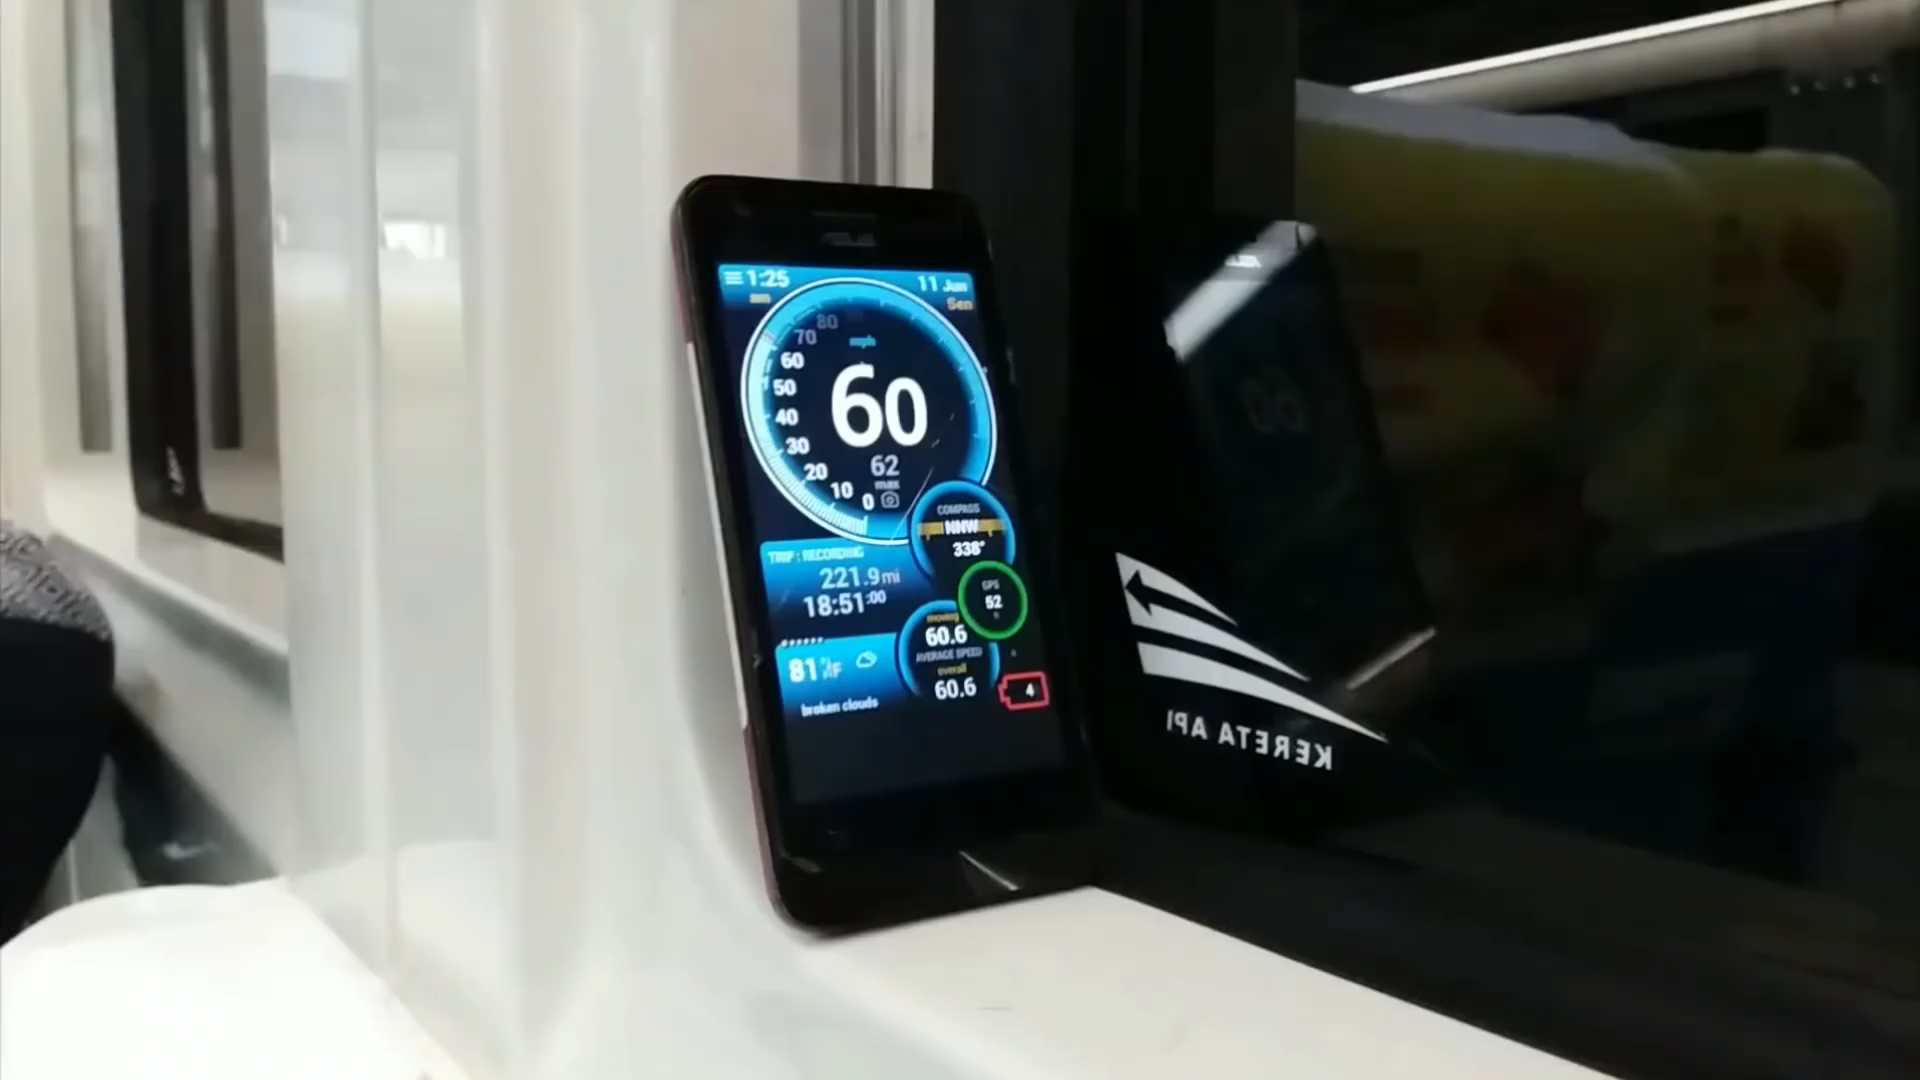 ASUS
1:25
11 Jun
Sen
mph
80
70
60
50
40
30
20
10
0
60
62
max
COMPASS
NNW
338°
TRIP : RECORDING
221.9 mi
18:51:00
GPS
52
moving
60.6
AVERAGE SPEED
overall
60.6
81°F
broken clouds
4
KERETA API